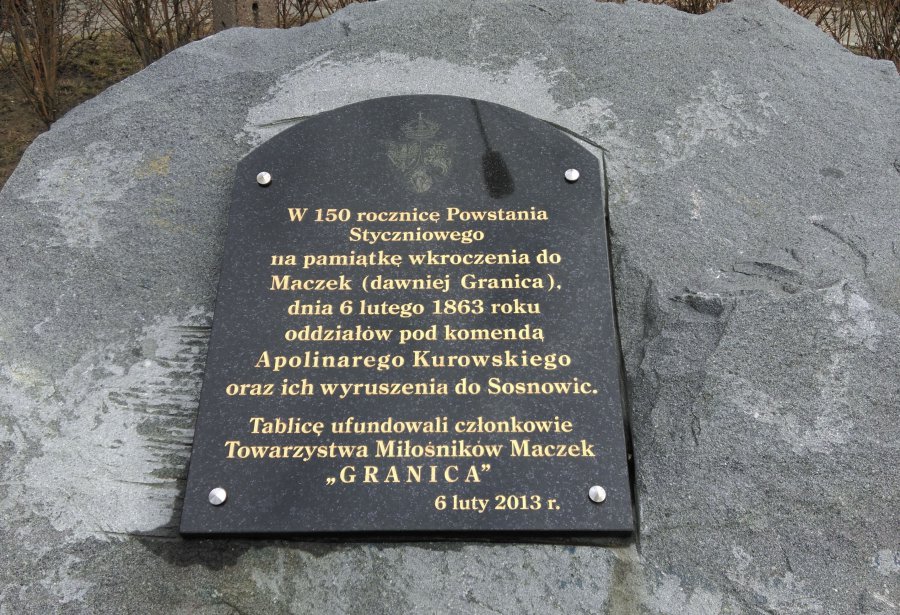 W 150 rocznicę Powstania
Styczniowego
na pamiątkę wkroczenia do
Maczek (dawniej Granica),
dnia 6 lutego 1863 roku
oddziałów pod komendą
Apolinarego Kurowskiego
oraz ich wyruszenia do Sosnowic.
Tablicę ufundowali członkowie
Towarzystwa Miłośników Maczek
„GRANICA”
6 luty 2013 r.